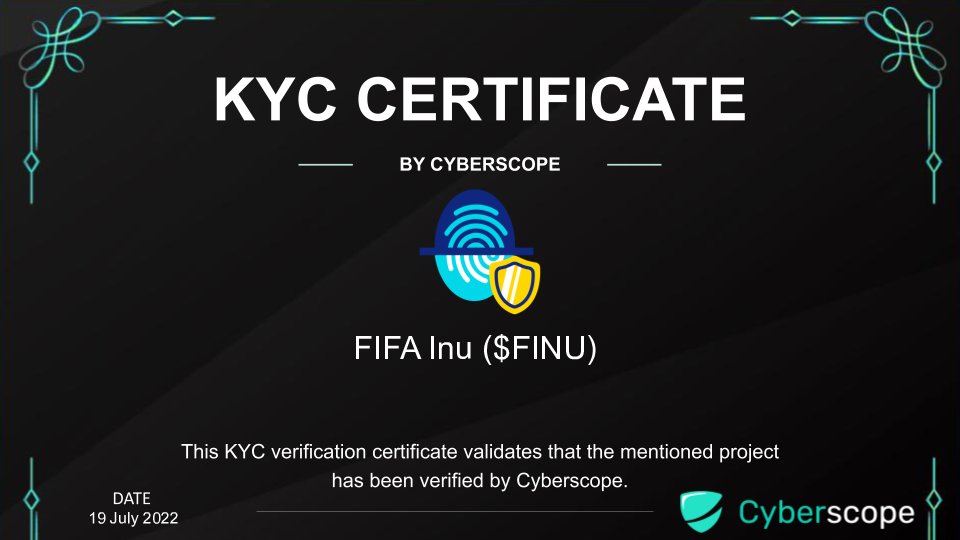 KYC CERTIFICATE
BY CYBERSCOPE
FIFA Inu ($FINU)
This KYC verification certificate validates that the mentioned project
has been verified by Cyberscope.
DATE
19 July 2022
Cyberscope